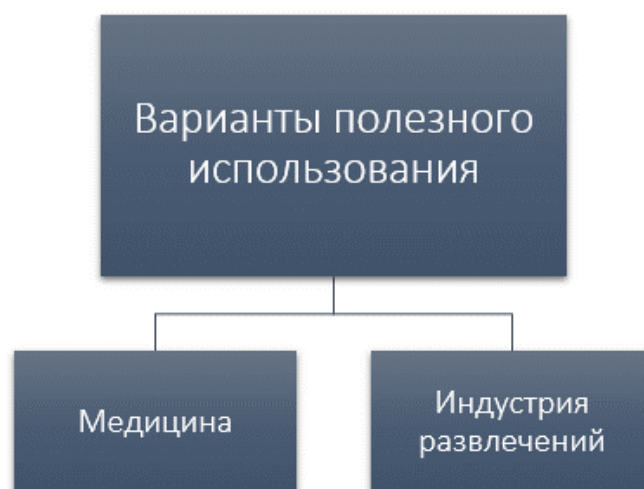 Варианты полезного
использования
Медицина
Индустрия
развлечений